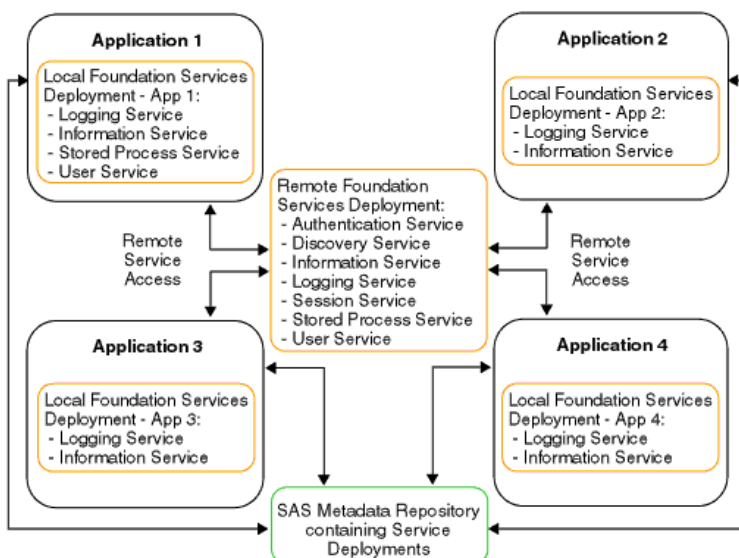 Application 1
Local Foundation Services
Deployment - App 1:
- Logging Service
- Information Service
- Stored Process Service
- User Service
Application 2
Local Foundation Services
Deployment - App 2:
- Logging Service
- Information Service
Remote Foundation
Services Deployment:
- Authentication Service
- Discovery Service
- Information Service
- Logging Service
- Session Service
- Stored Process Service
- User Service
Remote
Service
Access
Remote
Service
Access
Application 3
Local Foundation Services
Deployment - App 3:
- Logging Service
- Information Service
Application 4
Local Foundation Services
Deployment - App 4:
- Logging Service
- Information Service
SAS Metadata Repository
containing Service
Deployments